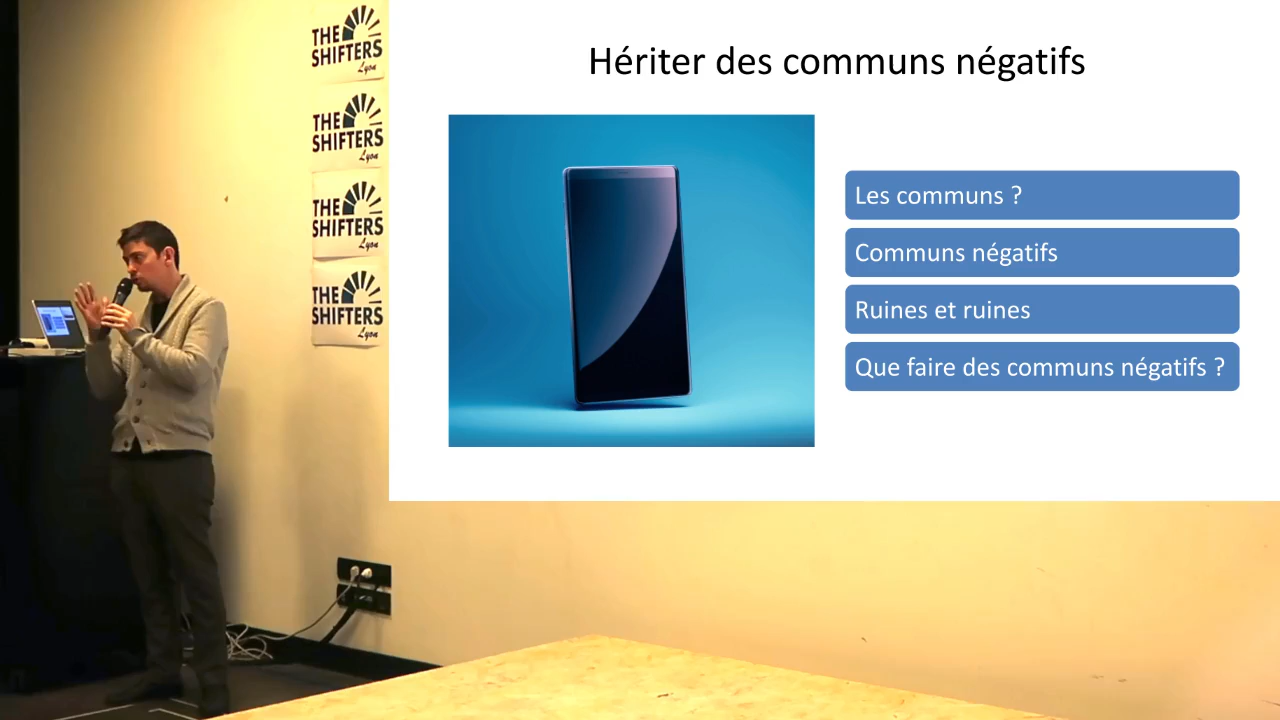 THE
SHIFTERS
Lyon
THE
SHIFTERS
Lyon
THE
SHIFTERS
Lyon
THE
SHIFTERS
Lyon
Hériter des communs négatifs
Les communs ?
Communs négatifs
Ruines et ruines
Que faire des communs négatifs ?